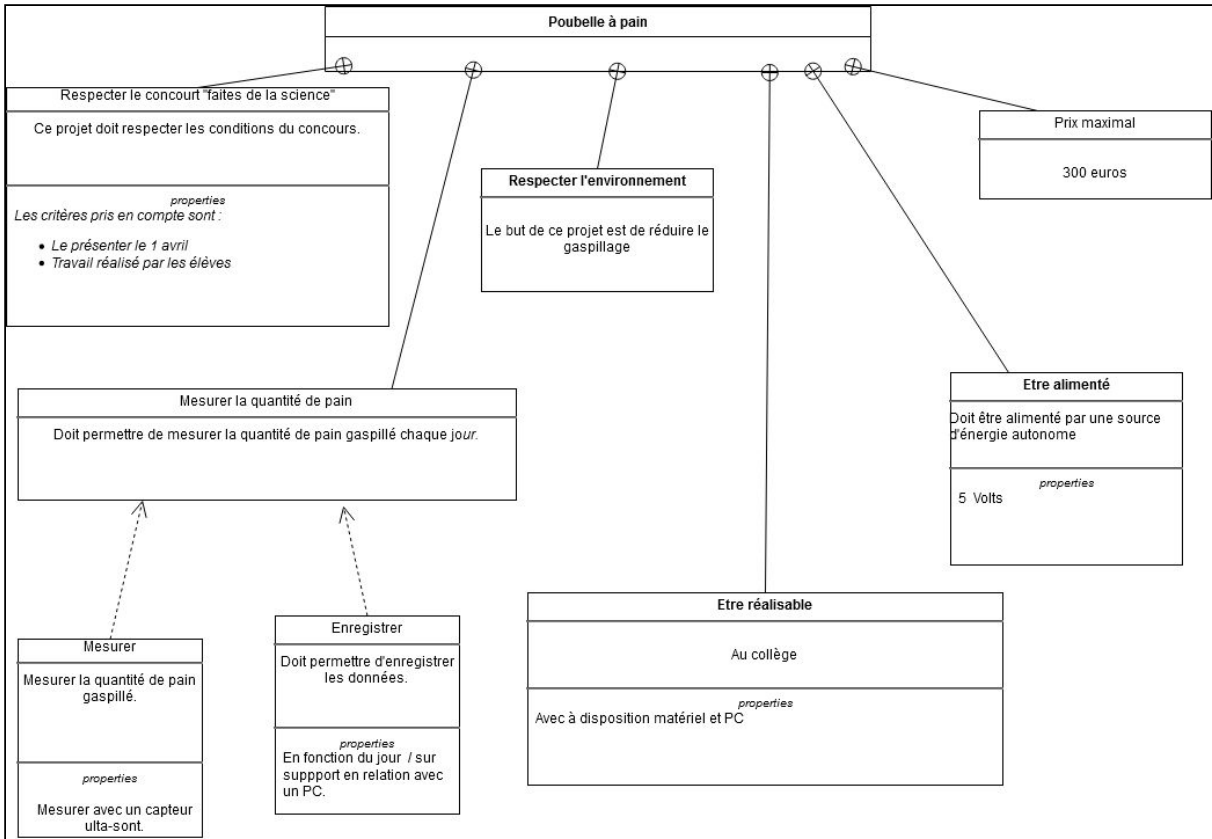 Poubelle à pain
Respecter le concourt "faites de la science"
Ce projet doit respecter les conditions du concours.
properties
Les critères pris en compte sont :
• Le présenter le 1 avril
• Travail réalisé par les élèves
Respecter l'environnement
Le but de ce projet est de réduire le
gaspillage
Prix maximal
300 euros
Mesurer la quantité de pain
Doit permettre de mesurer la quantité de pain gaspillé chaque jour.
Etre alimenté
Doit être alimenté par une source
d'énergie autonome
properties
5 Volts
Mesurer
Mesurer la quantité de pain
gaspillé.
properties
Mesurer avec un capteur
ulta-sont.
Enregistrer
Doit permettre d'enregistrer
les données.
properties
En fonction du jour / sur
suppport en relation avec
un PC.
Etre réalisable
Au collège
properties
Avec à disposition matériel et PC